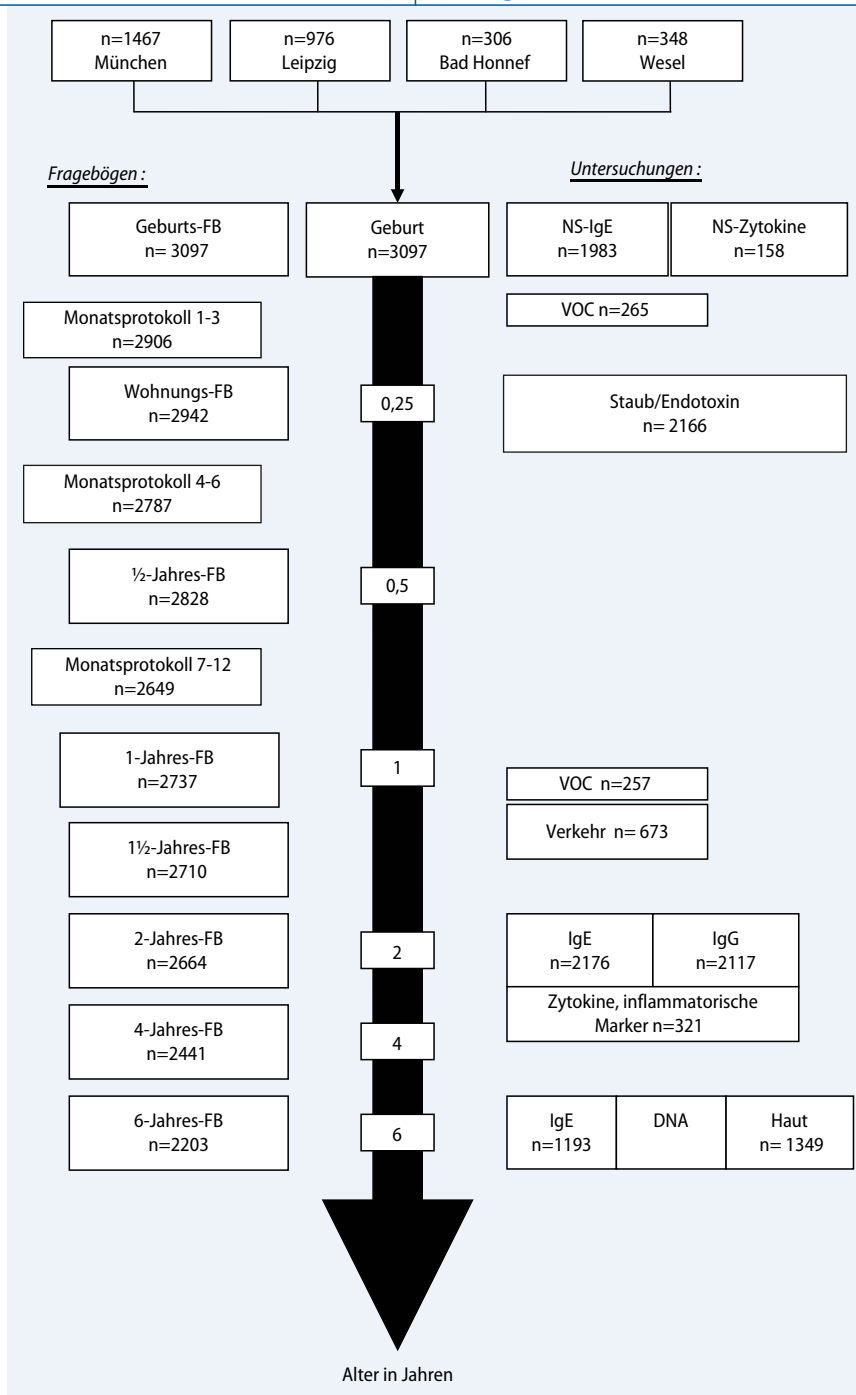 n=1467
München
n=976
Leipzig
n=306
Bad Honnef
n=348
Wesel
Fragebögen :
Untersuchungen :
Geburts-FB
n= 3097
Geburt
n=3097
NS-IgE
n=1983
NS-Zytokine
n=158
Monatsprotokoll 1-3
n=2906
VOC n=265
Wohnungs-FB
n=2942
0,25
Staub/Endotoxin
n= 2166
Monatsprotokoll 4-6
n=2787
½-Jahres-FB
n=2828
0,5
Monatsprotokoll 7-12
n=2649
1-Jahres-FB
n=2737
1
VOC n=257
Verkehr n= 673
1½-Jahres-FB
n=2710
2-Jahres-FB
n=2664
2
IgE
n=2176
IgG
n=2117
Zytokine, inflammatorische
Marker n=321
4-Jahres-FB
n=2441
4
6-Jahres-FB
n=2203
6
IgE
n=1193
DNA
Haut
n= 1349
Alter in Jahren